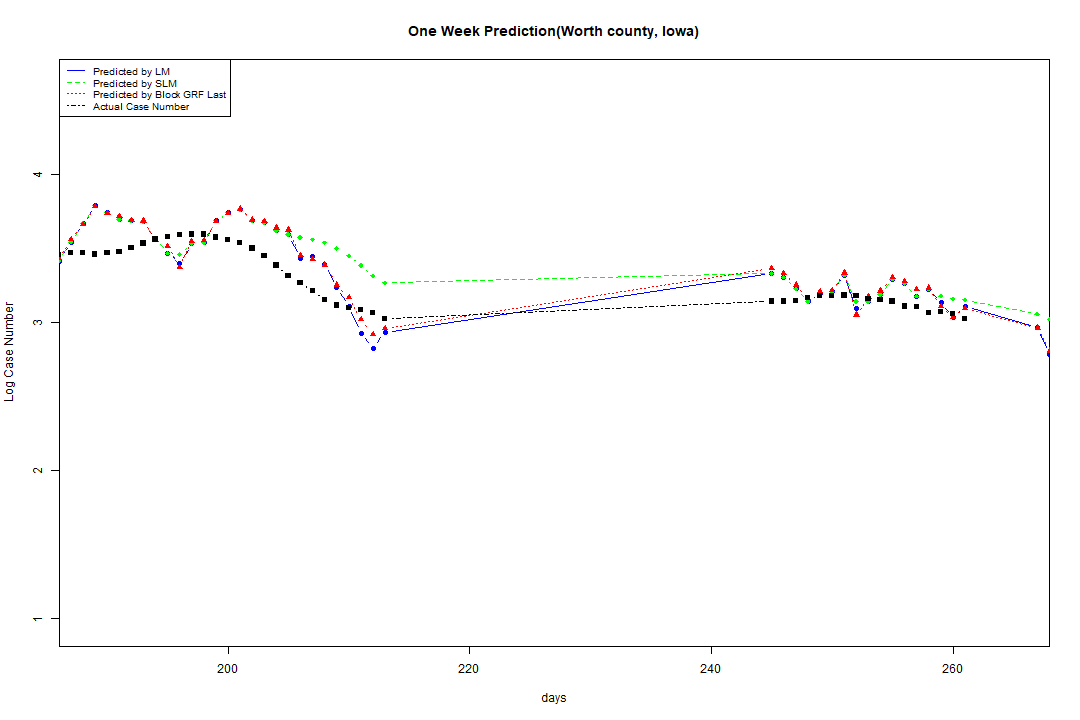 One Week Prediction(Worth county, Iowa)
Predicted by LM
Predicted by SLM
Predicted by Block GRF Last
Actual Case Number
4
3
2
1
Log Case Number
200 220 240 260
days